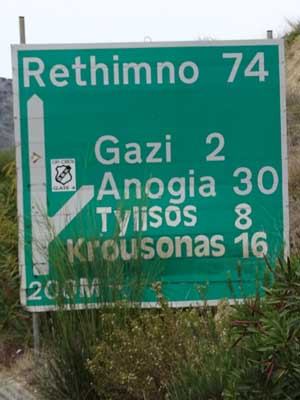 Rethimno 74
Gazi 2
Anogia 30
Tylisos 8
Krousonas 16
200M